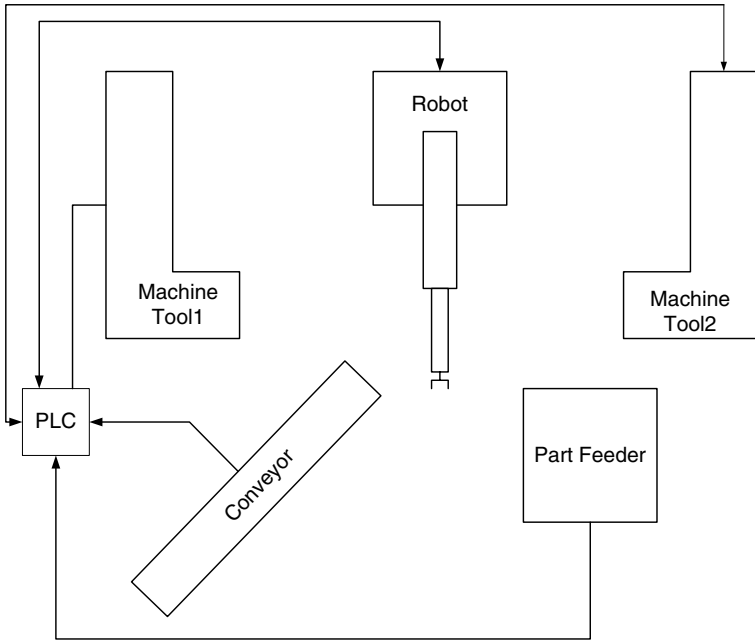 Robot
Machine
Tool1
Machine
Tool2
PLC
Conveyor
Part Feeder